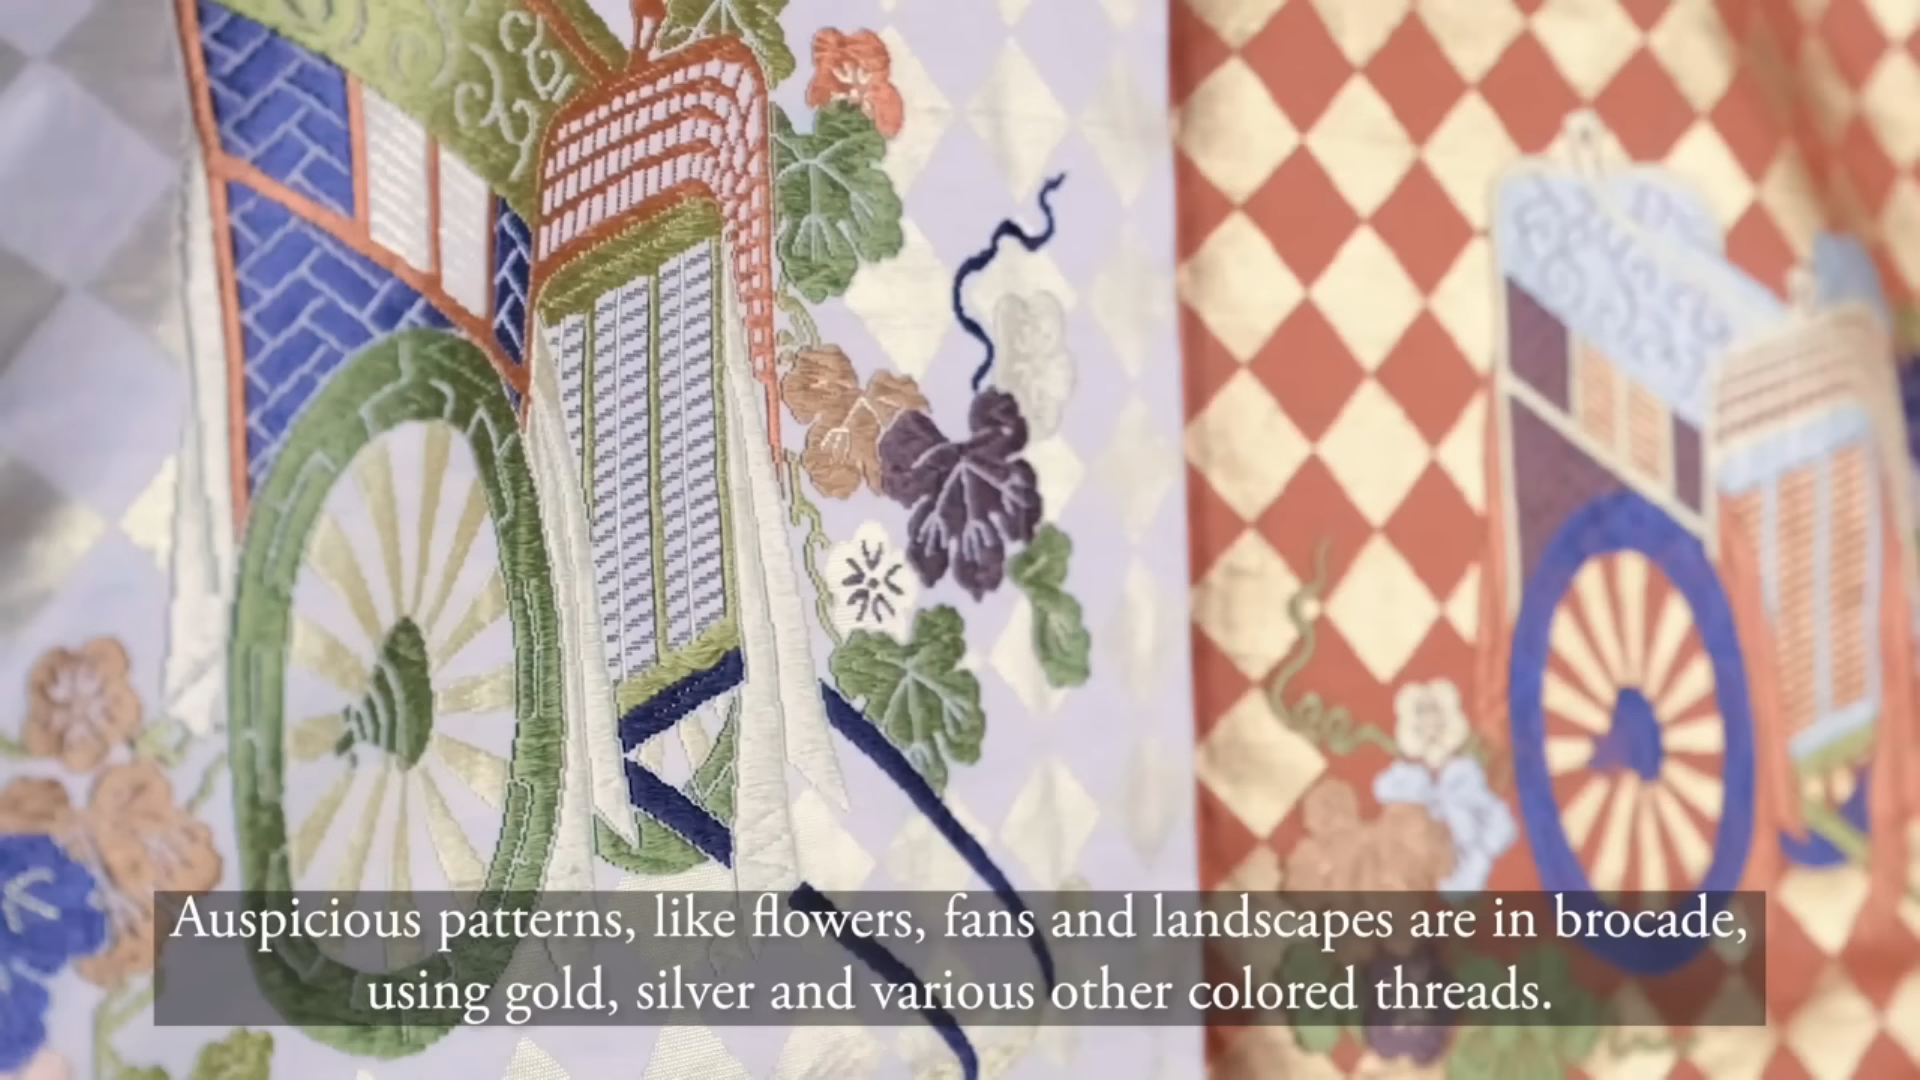 Auspicious patterns, like flowers, fans and landscapes are in brocade,
using gold, silver and various other colored threads.